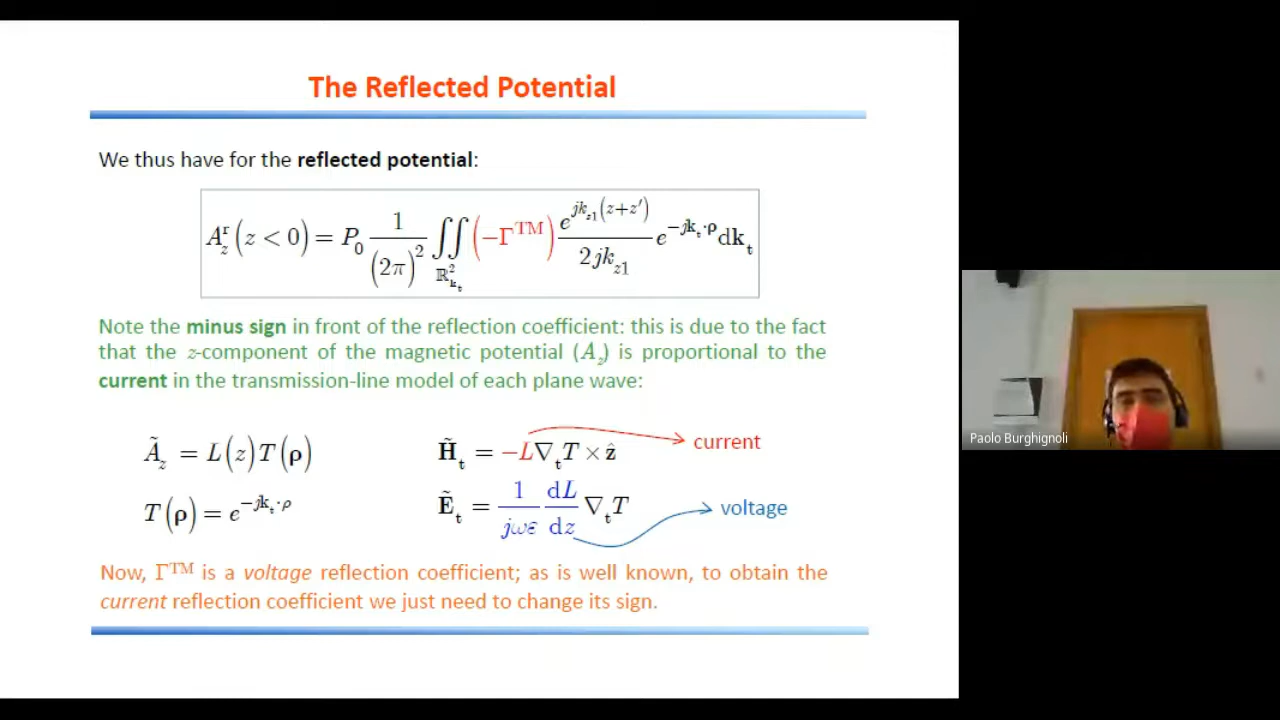 The Reflected Potential
We thus have for the reflected potential:
A_z^r (z < 0) = P_0 1/(2π)^2 ∬_{ℝ^2_{k_t}} (−Γ^TM) e^{jk_{z1}(z+z′)}/2jk_{z1} e^{−jk_t·ρ} dk_t
Note the minus sign in front of the reflection coefficient: this is due to the fact
that the z-component of the magnetic potential (A_z) is proportional to the
current in the transmission-line model of each plane wave:
Ã_z = L(z)T(ρ)
T(ρ) = e^{−jk_t·ρ}
H̃_t = −L∇_tT × ẑ
current
Ẽ_t = 1/jωε dL/dz ∇_tT
voltage
Now, Γ^TM is a voltage reflection coefficient; as is well known, to obtain the
current reflection coefficient we just need to change its sign.
Paolo Burghignoli